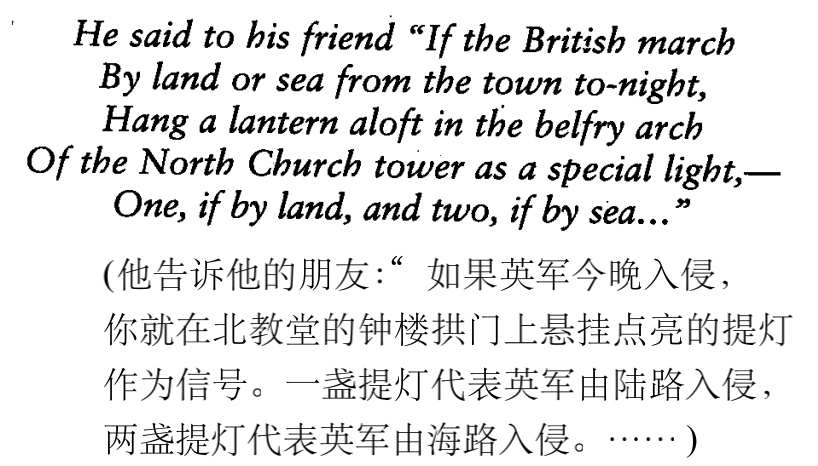 He said to his friend “If the British march
By land or sea from the town to-night,
Hang a lantern aloft in the belfry arch
Of the North Church tower as a special light,—
One, if by land, and two, if by sea...”
(他告诉他的朋友:“ 如果英军今晚入侵,
你就在北教堂的钟楼拱门上悬挂点亮的提灯
作为信号。一盏提灯代表英军由陆路入侵,
两盏提灯代表英军由海路入侵。⋯⋯ )